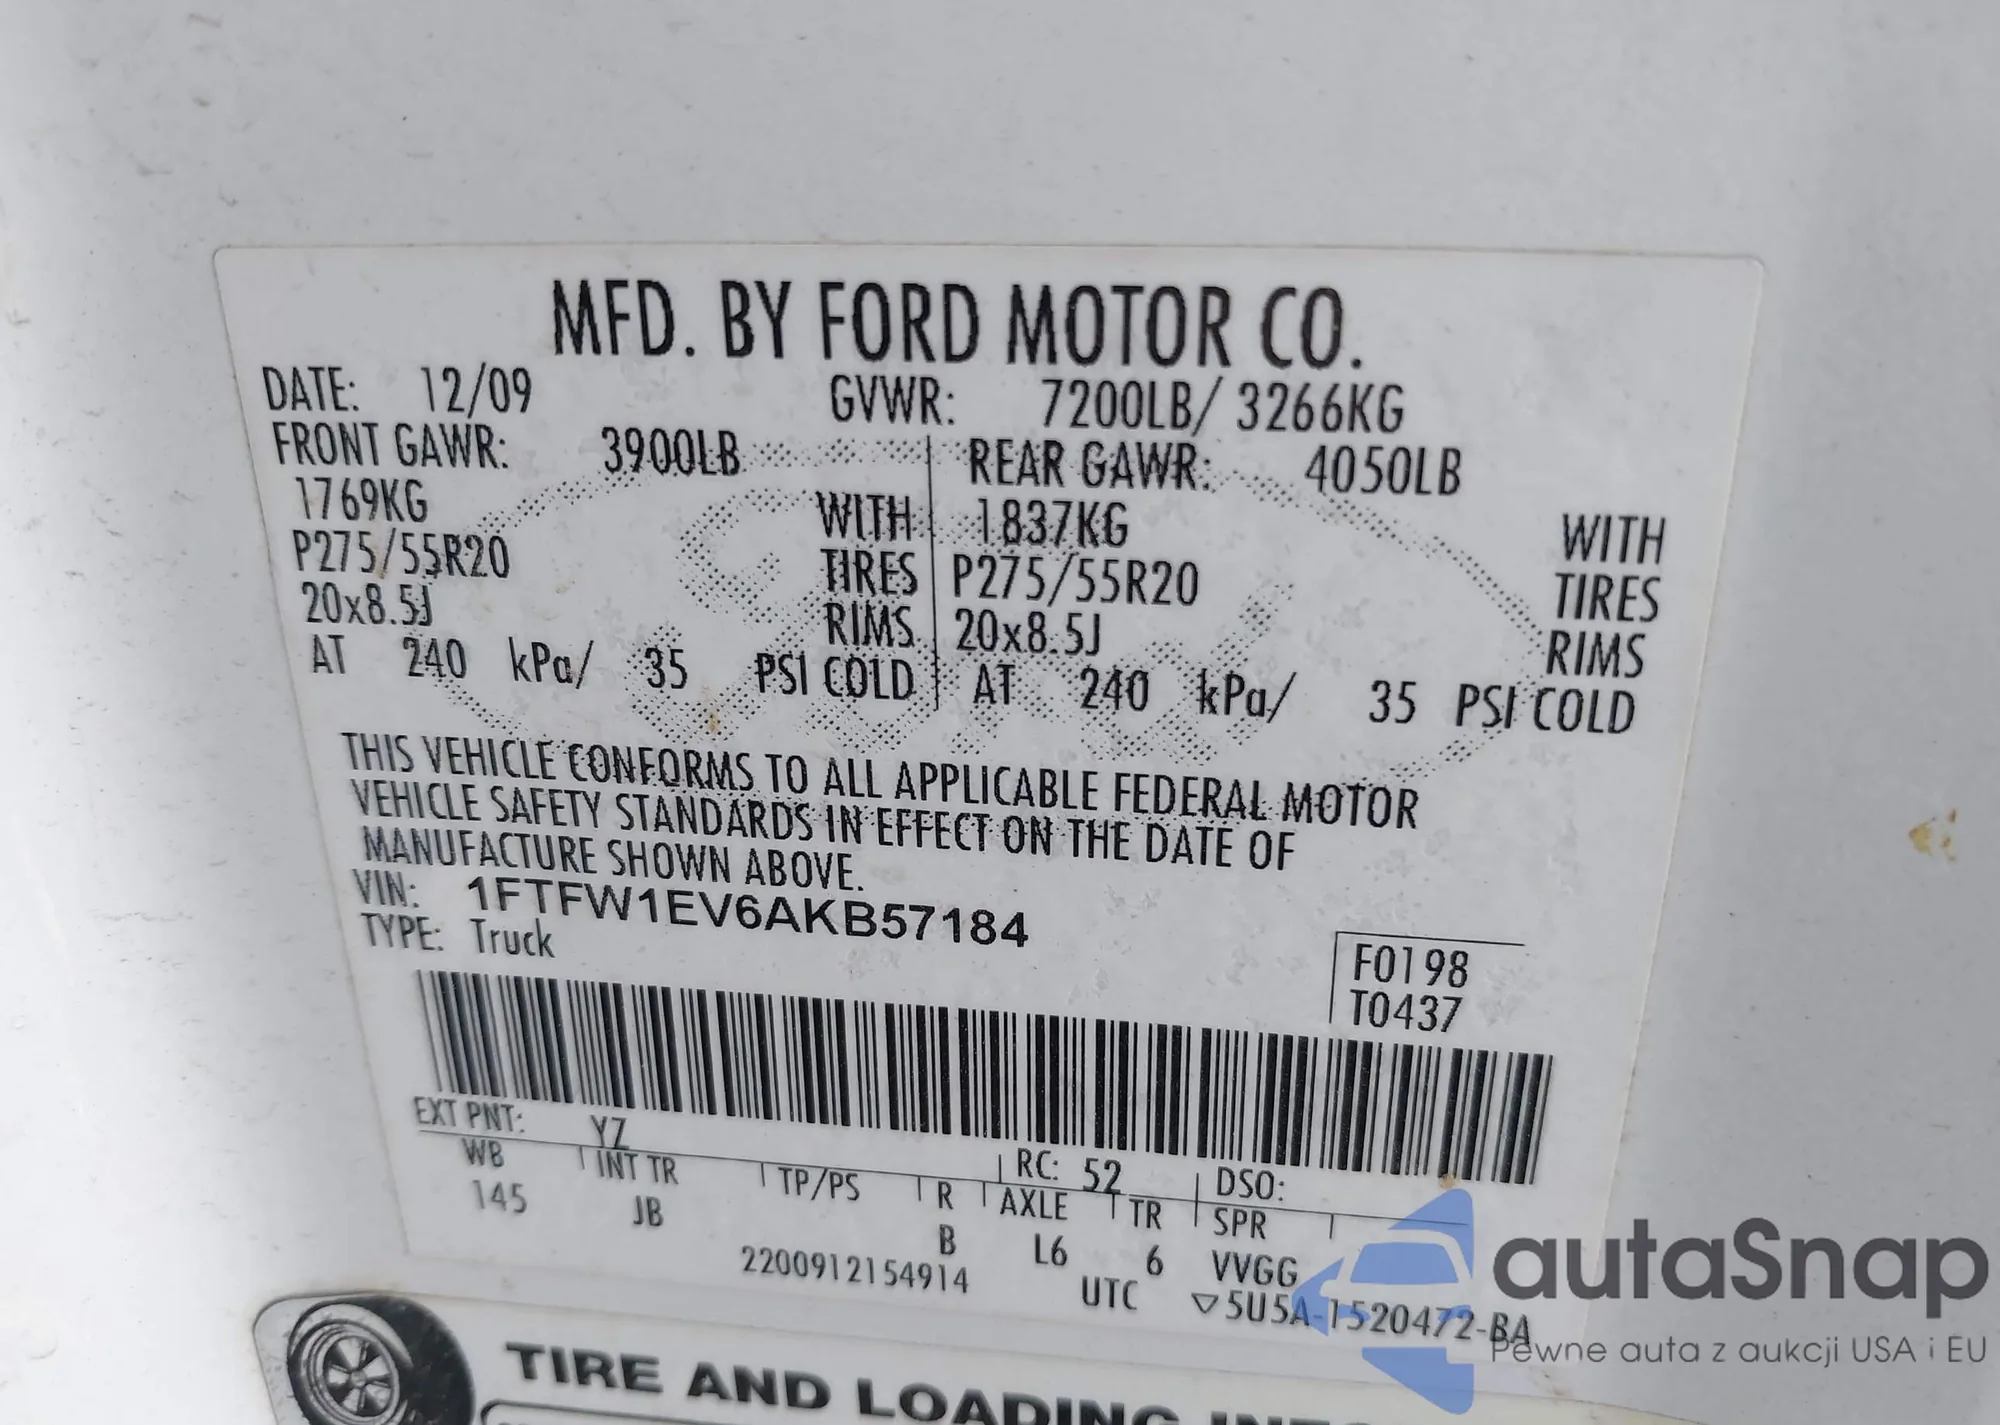 MFD. BY FORD MOTOR CO.
DATE: 12/09 GVWR: 7200LB/ 3266KG
FRONT GAWR: 3900LB REAR GAWR: 4050LB
1769KG WITH 1837KG WITH
P275/55R20 TIRES P275/55R20 TIRES
20x8.5J RIMS 20x8.5J RIMS
AT 240 kPa/ 35 PSI COLD AT 240 kPa/ 35 PSI COLD
THIS VEHICLE CONFORMS TO ALL APPLICABLE FEDERAL MOTOR
VEHICLE SAFETY STANDARDS IN EFFECT ON THE DATE OF
MANUFACTURE SHOWN ABOVE.
VIN: 1FTFW1EV6AKB57184
TYPE: Truck
F0198
T0437
EXT PNT: YZ RC: 52 DSO:
WB INT TR TP/PS R AXLE TR SPR
145 JB B L6 6 VVGG
2200912154914 UTC ▽5U5A-1520472-BA
autaSnap
Pewne auta z aukcji USA i EU
TIRE AND LOADING